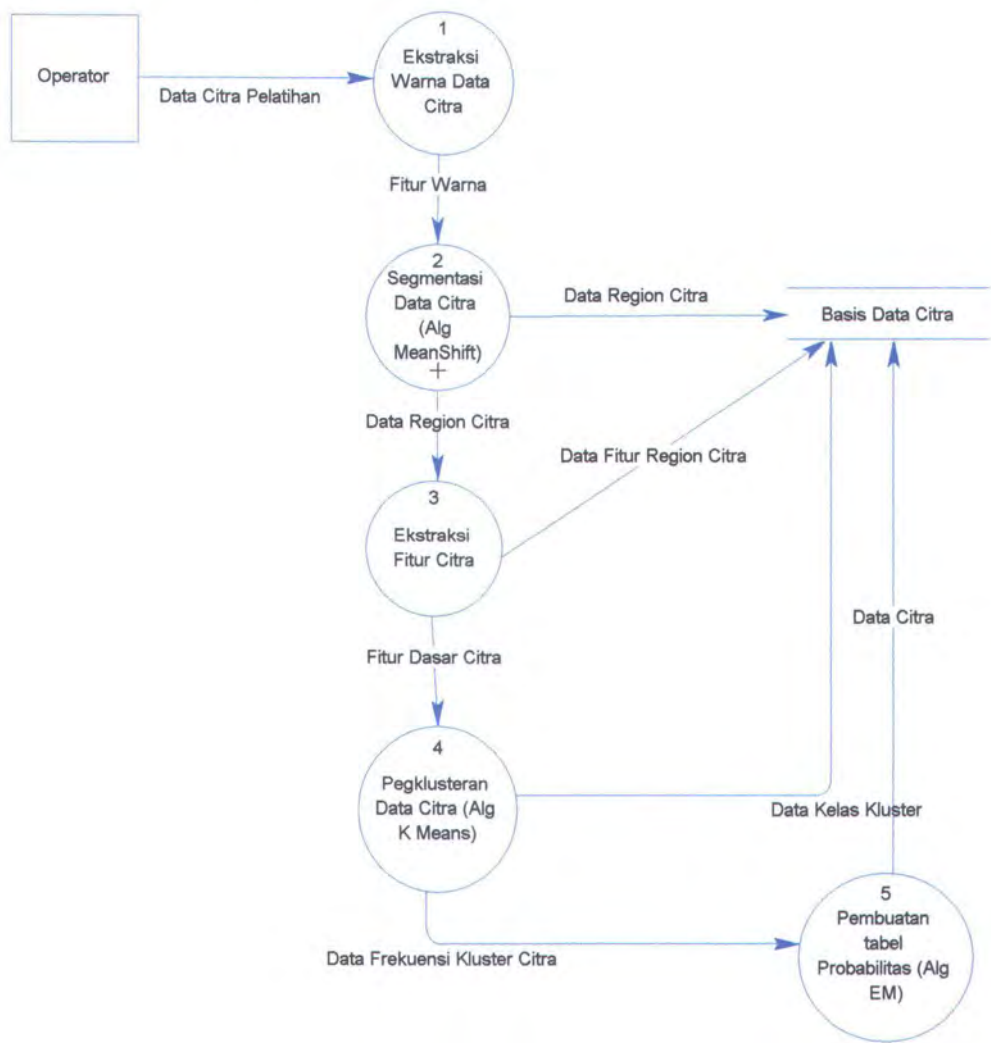 Operator
Data Citra Pelatihan
1
Ekstraksi
Warna Data
Citra
Fitur Warna
2
Segmentasi
Data Citra
(Alg
MeanShift)
Data Region Citra
Basis Data Citra
Data Region Citra
Data Fitur Region Citra
3
Ekstraksi
Fitur Citra
Data Citra
Fitur Dasar Citra
4
Pegklusteran
Data Citra (Alg
K Means)
Data Kelas Kluster
Data Frekuensi Kluster Citra
5
Pembuatan
tabel
Probabilitas (Alg
EM)